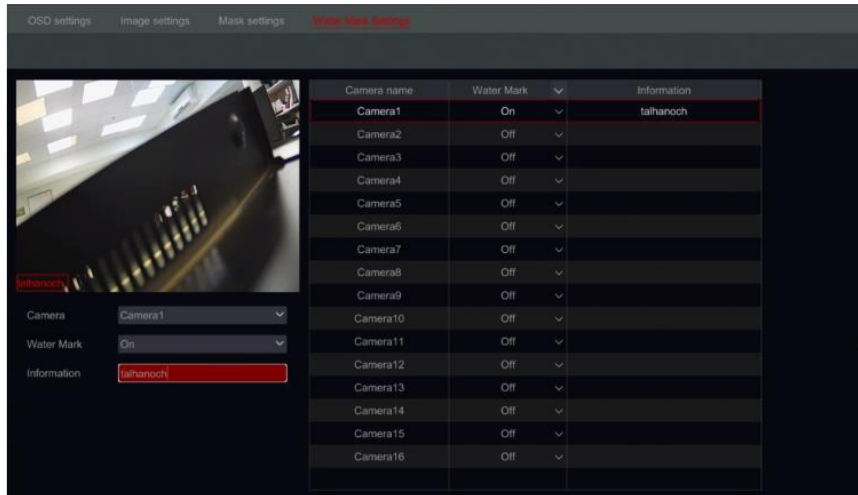 OSD settings Image settings Mask settings Water Mark Settings
Camera name Water Mark Information
Camera1 On talhanoch
Camera2 Off
Camera3 Off
Camera4 Off
Camera5 Off
Camera6 Off
Camera7 Off
Camera8 Off
Camera9 Off
Camera10 Off
Camera11 Off
Camera12 Off
Camera13 Off
Camera14 Off
Camera15 Off
Camera16 Off
talhanoch
Camera Camera1
Water Mark On
Information talhanoch